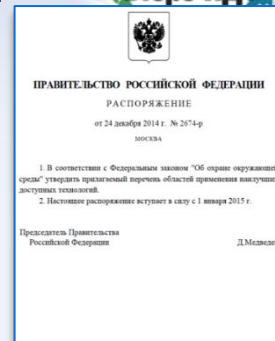 ПРАВИТЕЛЬСТВО РОССИЙСКОЙ ФЕДЕРАЦИИ
РАСПОРЯЖЕНИЕ
от 24 декабря 2014 г. № 2674-р
МОСКВА
1. В соответствии с Федеральным законом "Об охране окружающей
среды" утвердить прилагаемый перечень областей применения наилучших
доступных технологий.
2. Настоящее распоряжение вступает в силу с 1 января 2015 г.
Председатель Правительства
Российской Федерации
Д.Медведев